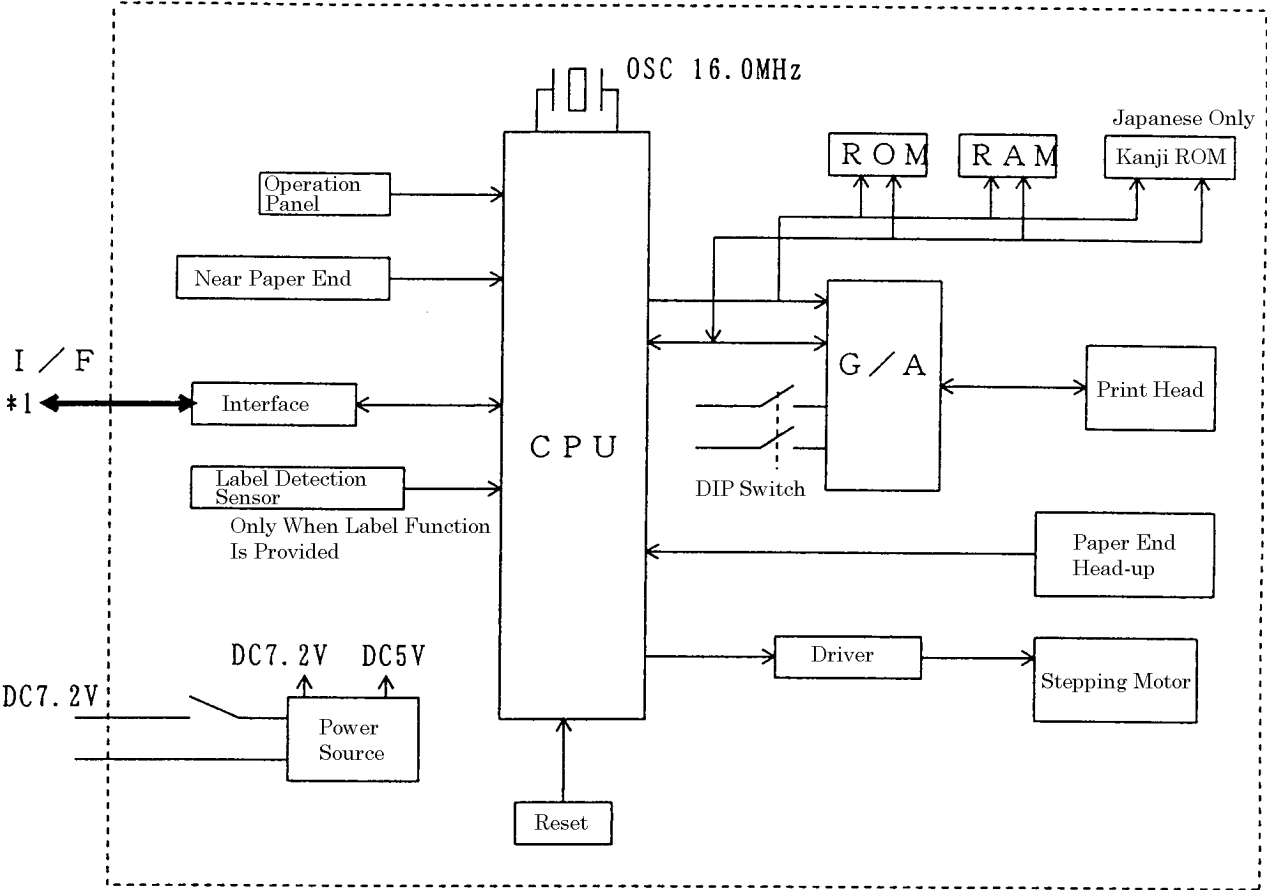 OSC 16.0MHz
Japanese Only
ROM
RAM
Kanji ROM
Operation
Panel
Near Paper End
I/F
*1
Interface
CPU
G/A
Print Head
Label Detection
Sensor
Only When Label Function
Is Provided
DIP Switch
Paper End
Head-up
DC7.2V
DC5V
Driver
Stepping Motor
DC7.2V
Power
Source
Reset